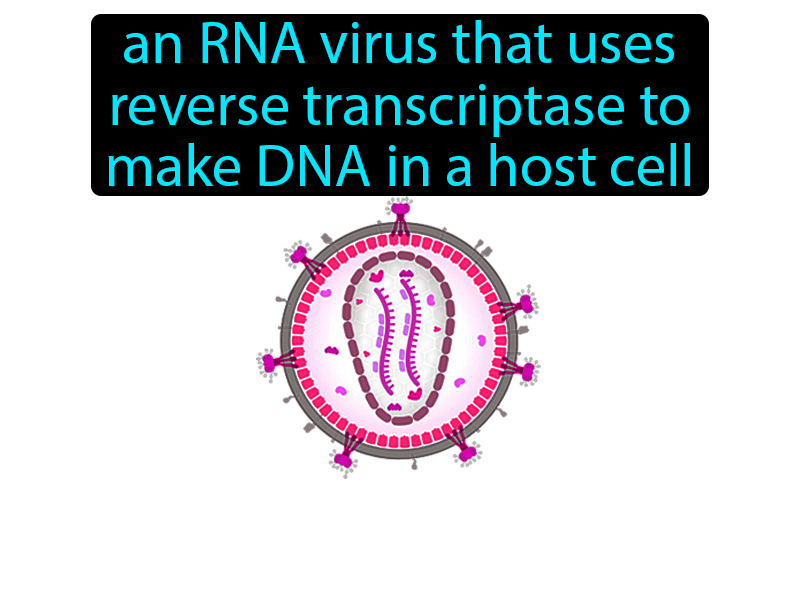 an RNA virus that uses
reverse transcriptase to
make DNA in a host cell